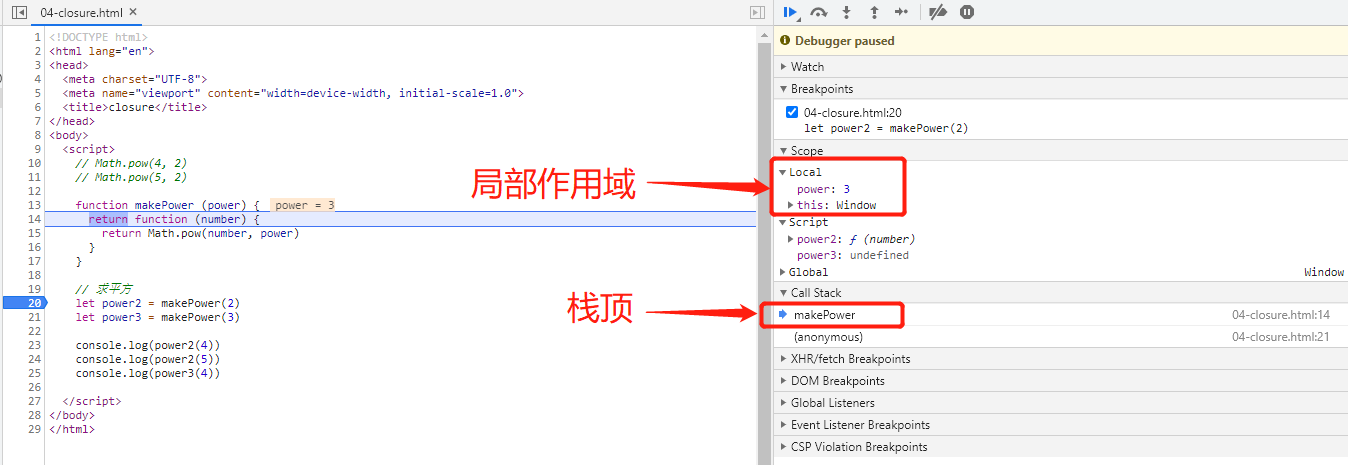 04-closure.html ×
1 <!DOCTYPE html>
2 <html lang="en">
3 <head>
4 <meta charset="UTF-8">
5 <meta name="viewport" content="width=device-width, initial-scale=1.0">
6 <title>closure</title>
7 </head>
8 <body>
9 <script>
10 // Math.pow(4, 2)
11 // Math.pow(5, 2)
12
13 function makePower (power) { power = 3
14 return function (number) {
15 return Math.pow(number, power)
16 }
17 }
18
19 // 求平方
20 let power2 = makePower(2)
21 let power3 = makePower(3)
22
23 console.log(power2(4))
24 console.log(power2(5))
25 console.log(power3(4))
26
27 </script>
28 </body>
29 </html>
局部作用域
栈顶
Debugger paused
Watch
Breakpoints
04-closure.html:20
let power2 = makePower(2)
Scope
Local
power: 3
this: Window
Script
power2: ƒ (number)
power3: undefined
Global Window
Call Stack
makePower 04-closure.html:14
(anonymous) 04-closure.html:21
XHR/fetch Breakpoints
DOM Breakpoints
Global Listeners
Event Listener Breakpoints
CSP Violation Breakpoints